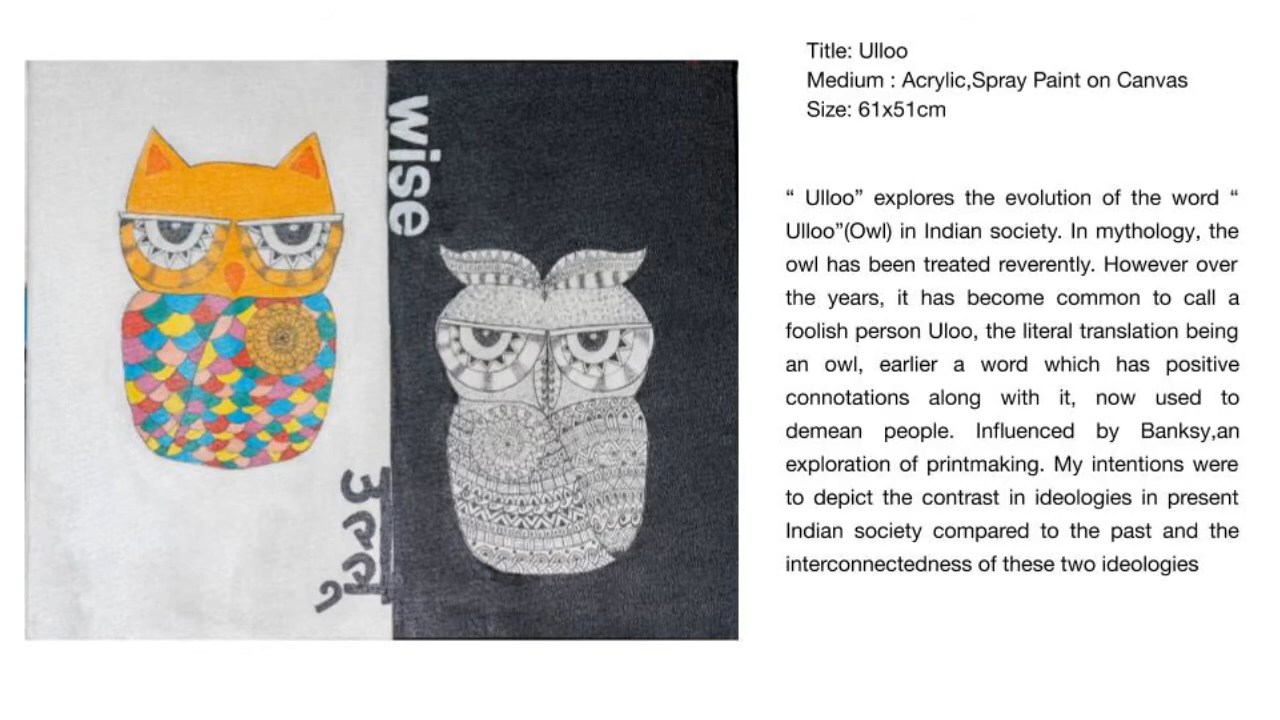 wise
उल्लू
Title: Ulloo
Medium : Acrylic,Spray Paint on Canvas
Size: 61x51cm
“ Ulloo” explores the evolution of the word “
Ulloo”(Owl) in Indian society. In mythology, the
owl has been treated reverently. However over
the years, it has become common to call a
foolish person Uloo, the literal translation being
an owl, earlier a word which has positive
connotations along with it, now used to
demean people. Influenced by Banksy,an
exploration of printmaking. My intentions were
to depict the contrast in ideologies in present
Indian society compared to the past and the
interconnectedness of these two ideologies